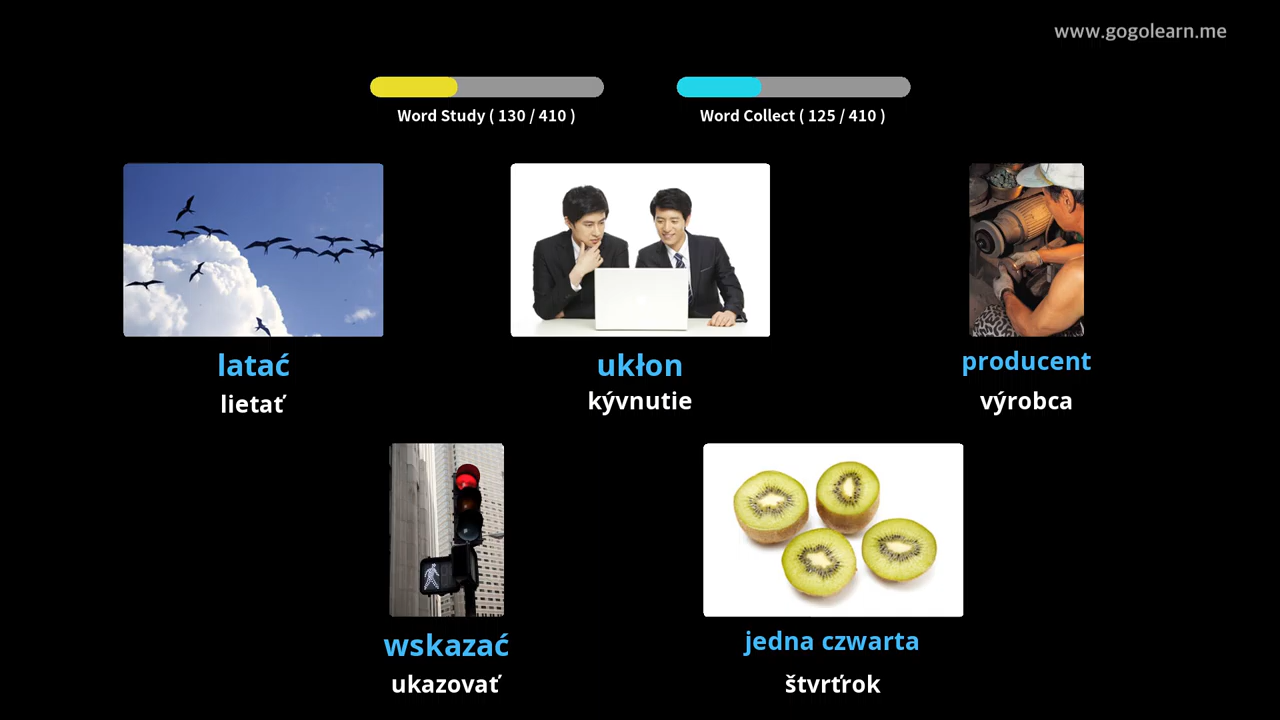 www.gogolearn.me
Word Study ( 130 / 410 )
Word Collect ( 125 / 410 )
latać
lietať
ukłon
kývnutie
producent
výrobca
wskazać
ukazovať
jedna czwarta
štvrťrok